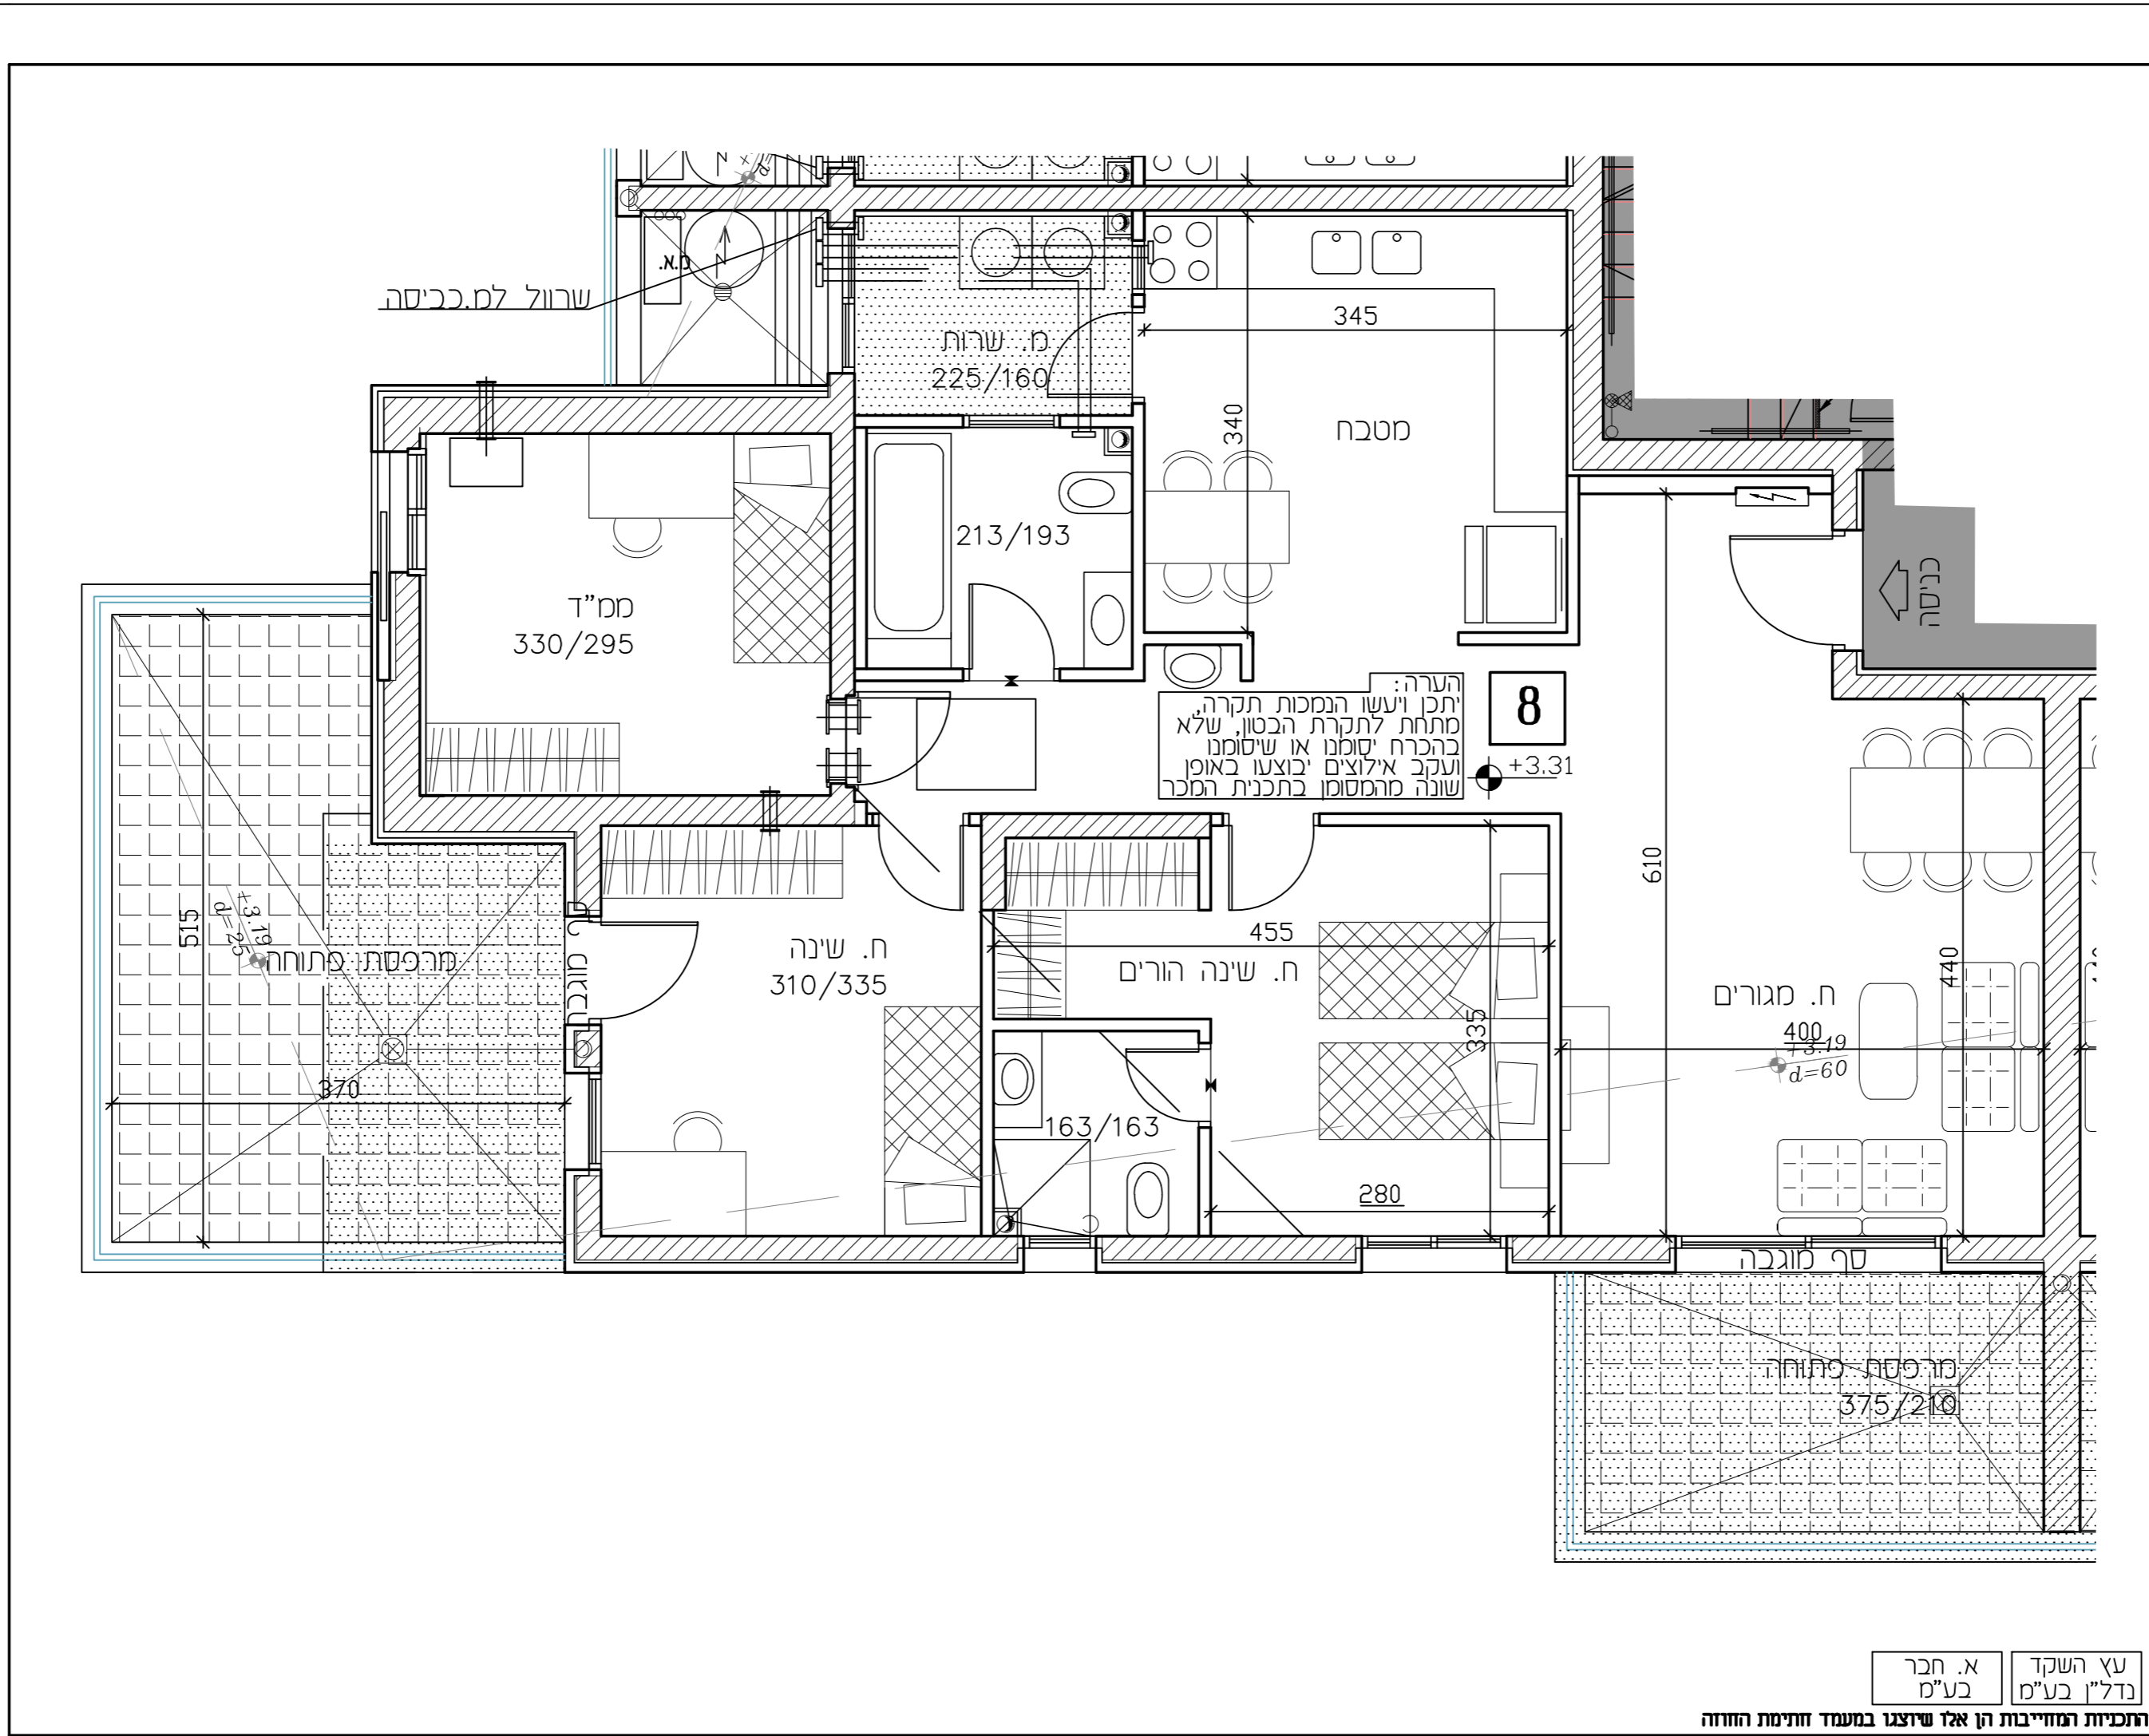 שרוול למ.כביסה
מ.א.
מ. שרות
225/160
345
340
מטבח
213/193
ממ"ד
330/295
כניסה
הערה:
יתכן ויעשו הנמכות תקרה,
מתחת לתקרת הבטון, שלא
בהכרח יסומנו או שיסומנו
ועקב אילוצים יבוצעו באופן
שונה מהמסומן בתכנית המכר
8
+3.31
610
440
515
+3.19
d=25
מרפסת פתוחה
370
סף מוגבה
ח. שינה
310/335
455
ח. שינה הורים
335
280
163/163
ח. מגורים
400
+3.19
d=60
סף מוגבה
מרפסת פתוחה
375/210
עץ השקד
נדל"ן בע"מ
א. חבר
בע"מ
התכניות המחייבות הן אלו שיוצגו במעמד חתימת החוזה